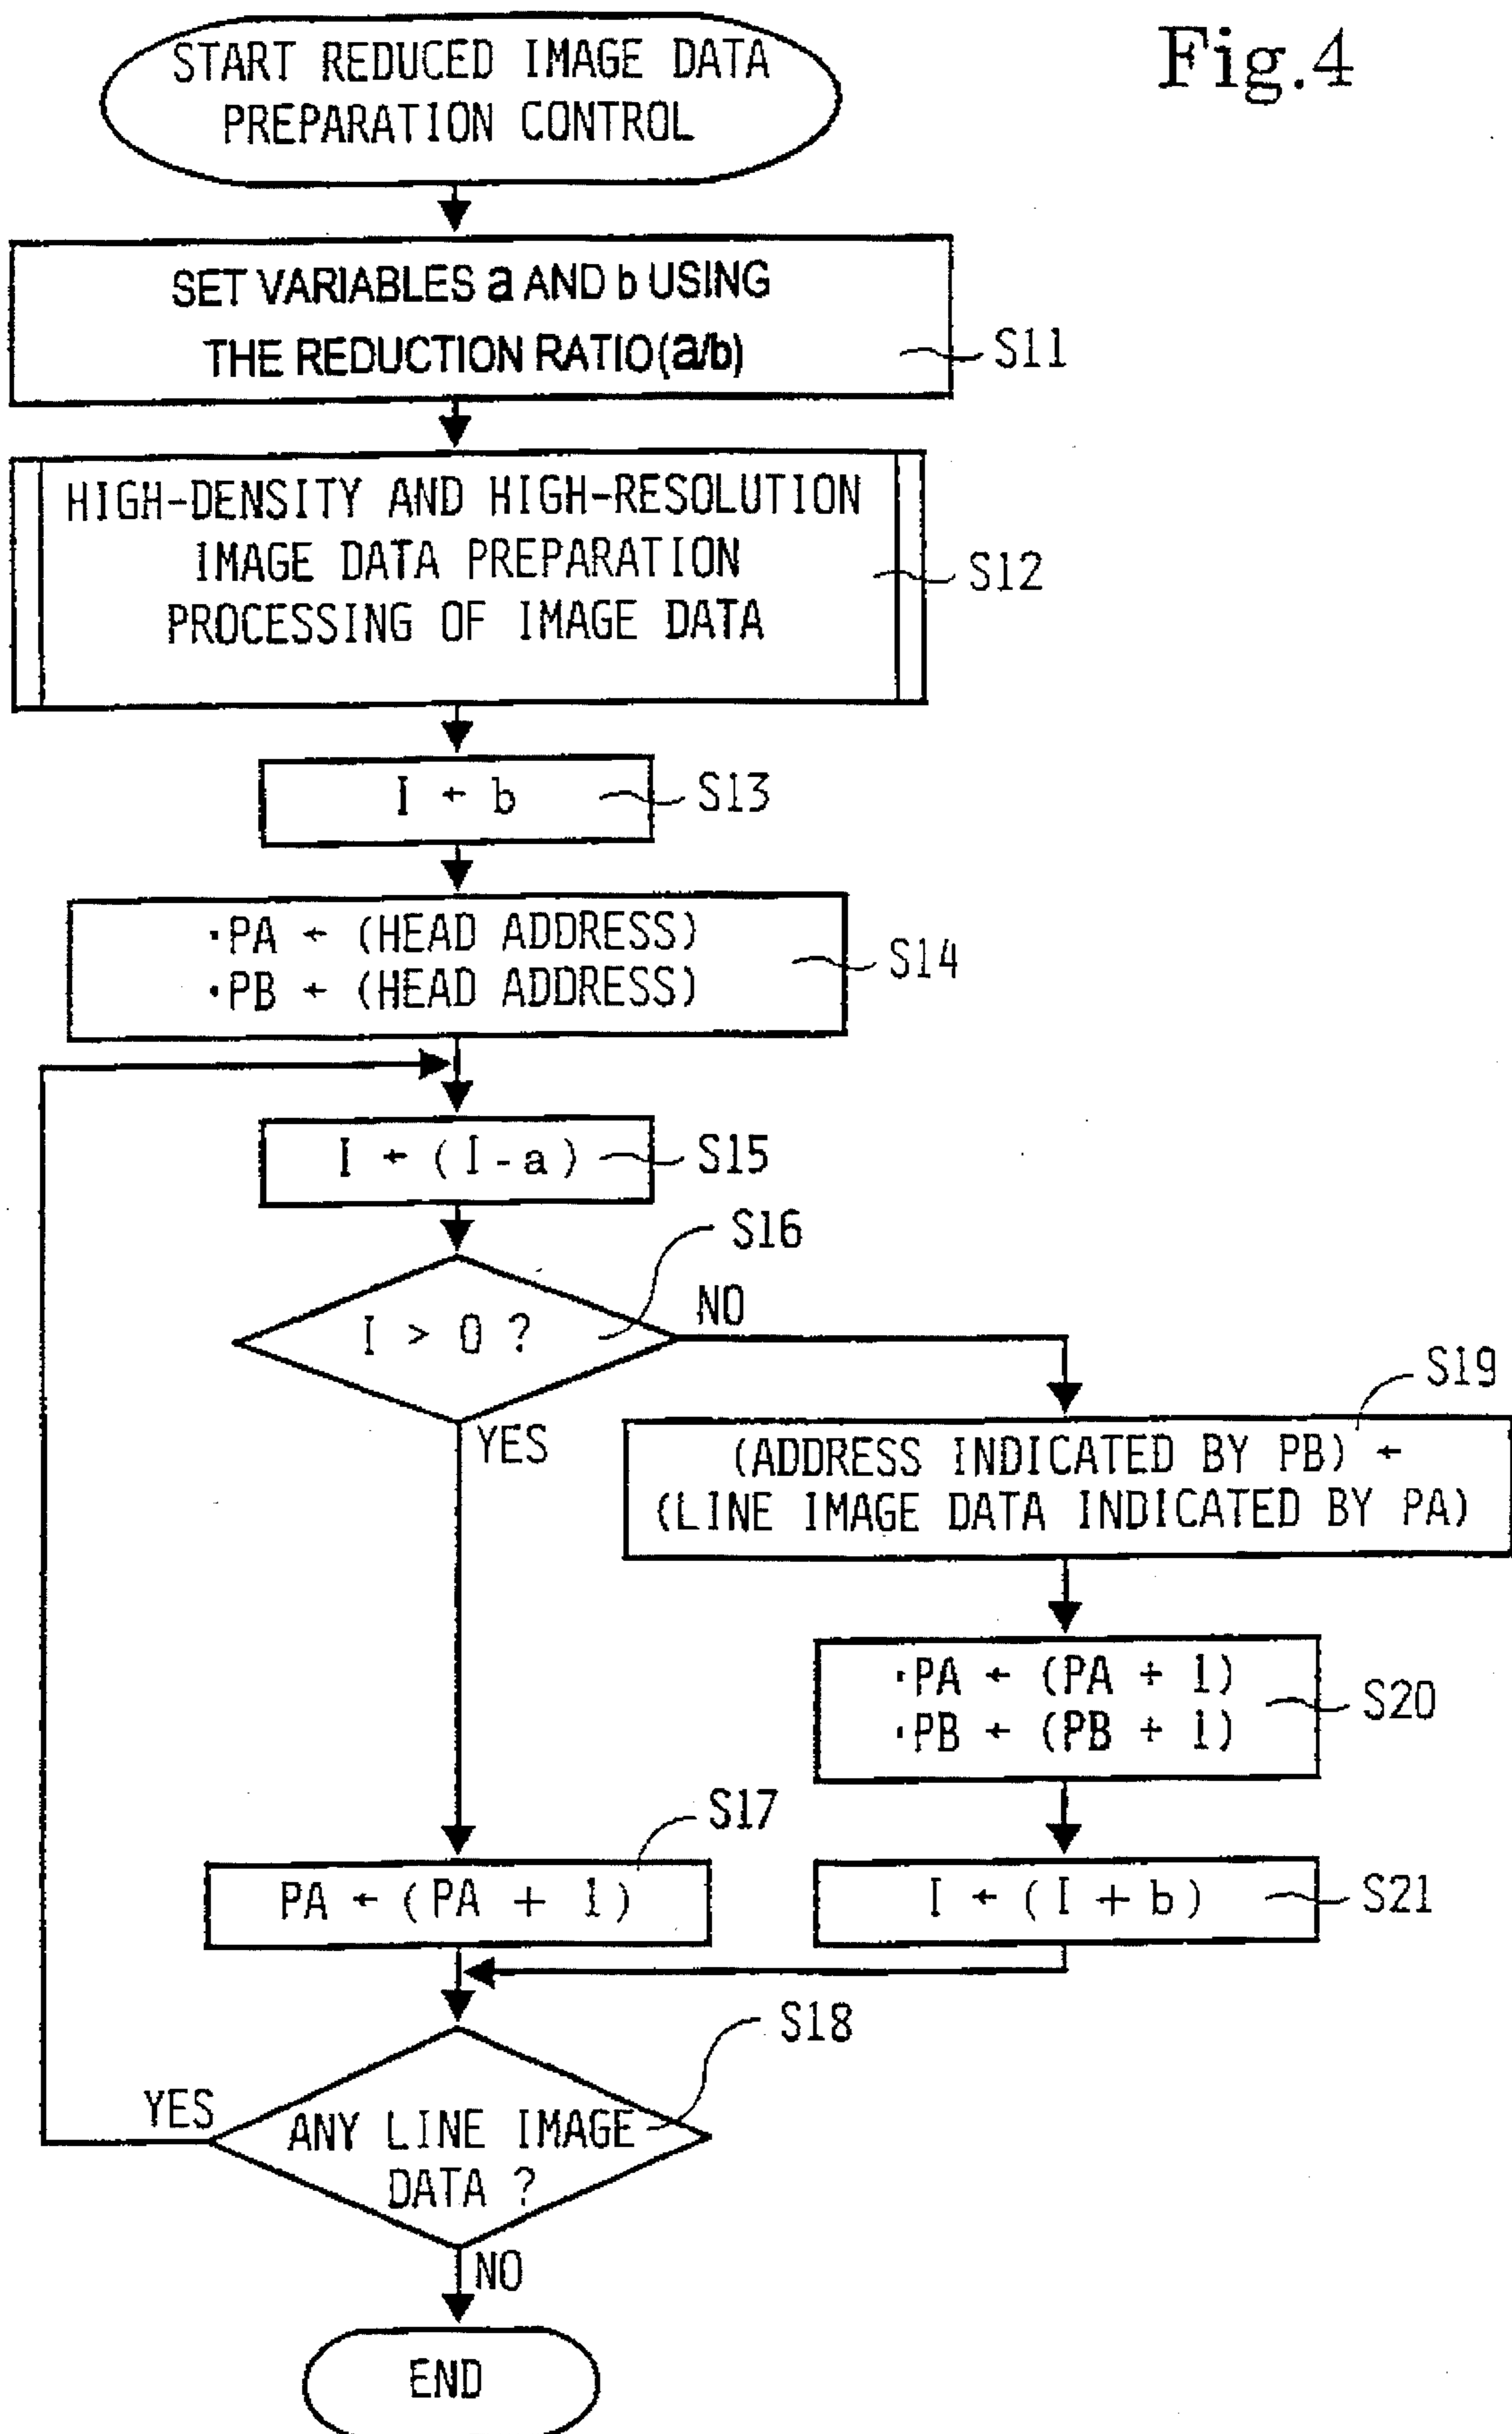 Fig.4
START REDUCED IMAGE DATA
PREPARATION CONTROL
SET VARIABLES a AND b USING
THE REDUCTION RATIO(a/b)
S11
HIGH-DENSITY AND HIGH-RESOLUTION
IMAGE DATA PREPARATION
PROCESSING OF IMAGE DATA
S12
I ← b
S13
·PA ← (HEAD ADDRESS)
·PB ← (HEAD ADDRESS)
S14
I ← (I-a)
S15
S16
I > 0 ?
NO
YES
S19
(ADDRESS INDICATED BY PB) ←
(LINE IMAGE DATA INDICATED BY PA)
·PA ← (PA + 1)
·PB ← (PB + 1)
S20
S17
PA ← (PA + 1)
I ← (I + b)
S21
S18
YES
ANY LINE IMAGE
DATA ?
NO
END